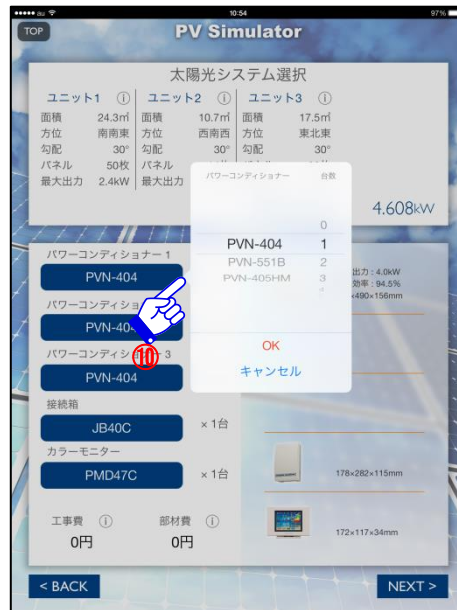 au 10:54 97%
TOP PV Simulator
太陽光システム選択
ユニット1 ⓘ ユニット2 ⓘ ユニット3 ⓘ
面積 24.3㎡ 面積 10.7㎡ 面積 17.5㎡
方位 南南東 方位 西南西 方位 東北東
勾配 30° 勾配 30° 勾配 30°
パネル 50枚 パネル
最大出力 2.4kW 最大出力
4.608kW
パワーコンディショナー 台数
0
PVN-404 1
PVN-551B 2
PVN-405HM 3
4
OK
キャンセル
パワーコンディショナー 1
PVN-404
出力 : 4.0kW
効率 : 94.5%
×490×156mm
パワーコンディショ
PVN-404
⑩
パワーコンディショナー 3
PVN-404
接続箱
JB40C ×1台
カラーモニター
PMD47C ×1台
178×282×115mm
172×117×34mm
工事費 ⓘ 部材費 ⓘ
0円 0円
< BACK NEXT >